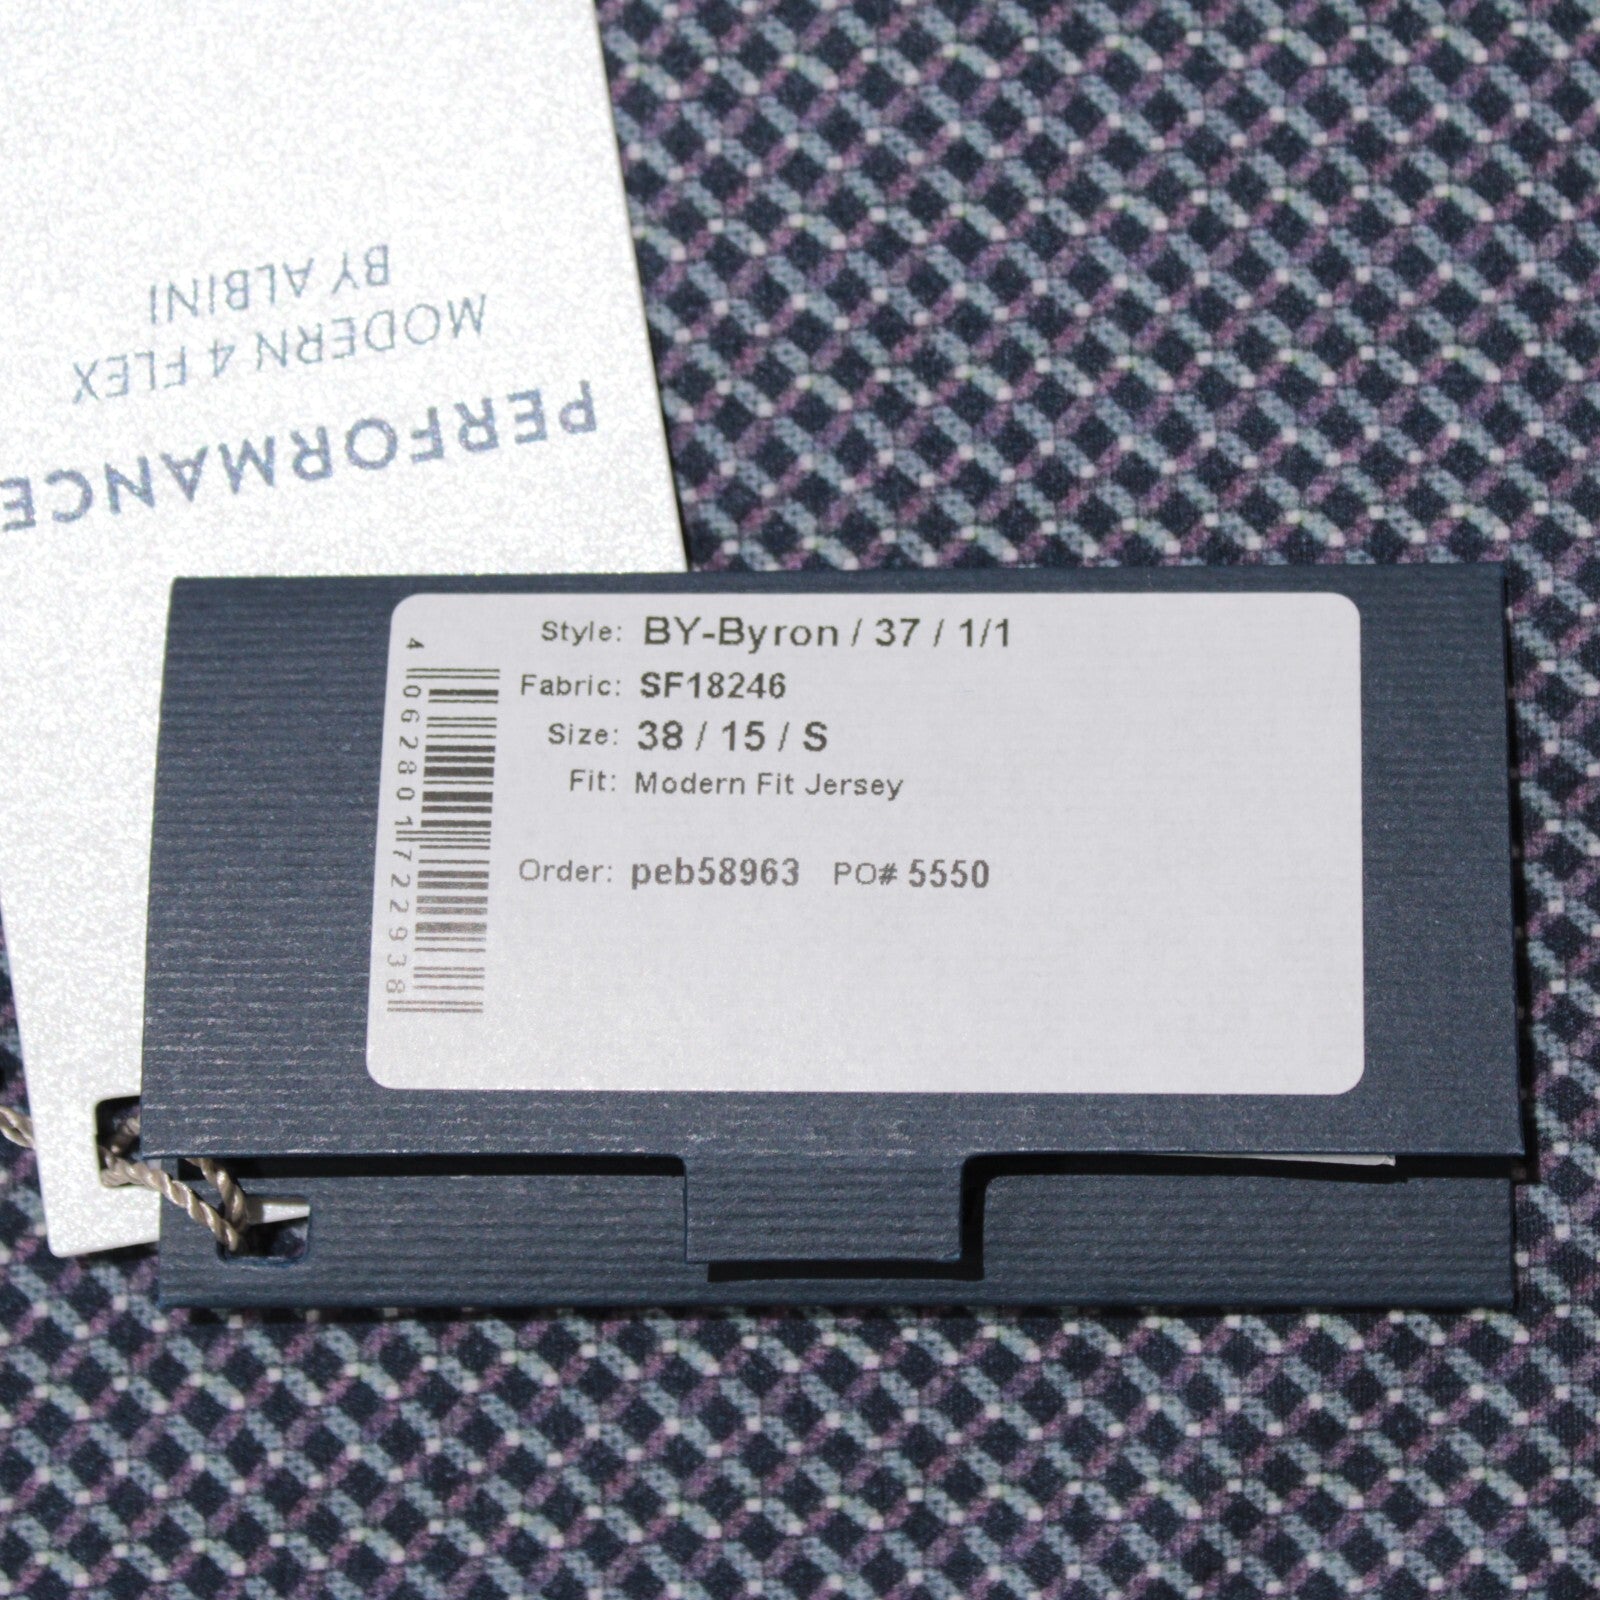 PERFORMANCE
MODERN 4 FLEX
BY ALBINI
Style: BY-Byron / 37 / 1/1
Fabric: SF18246
Size: 38 / 15 / S
Fit: Modern Fit Jersey
Order: peb58963 PO# 5550
4 062801 722938